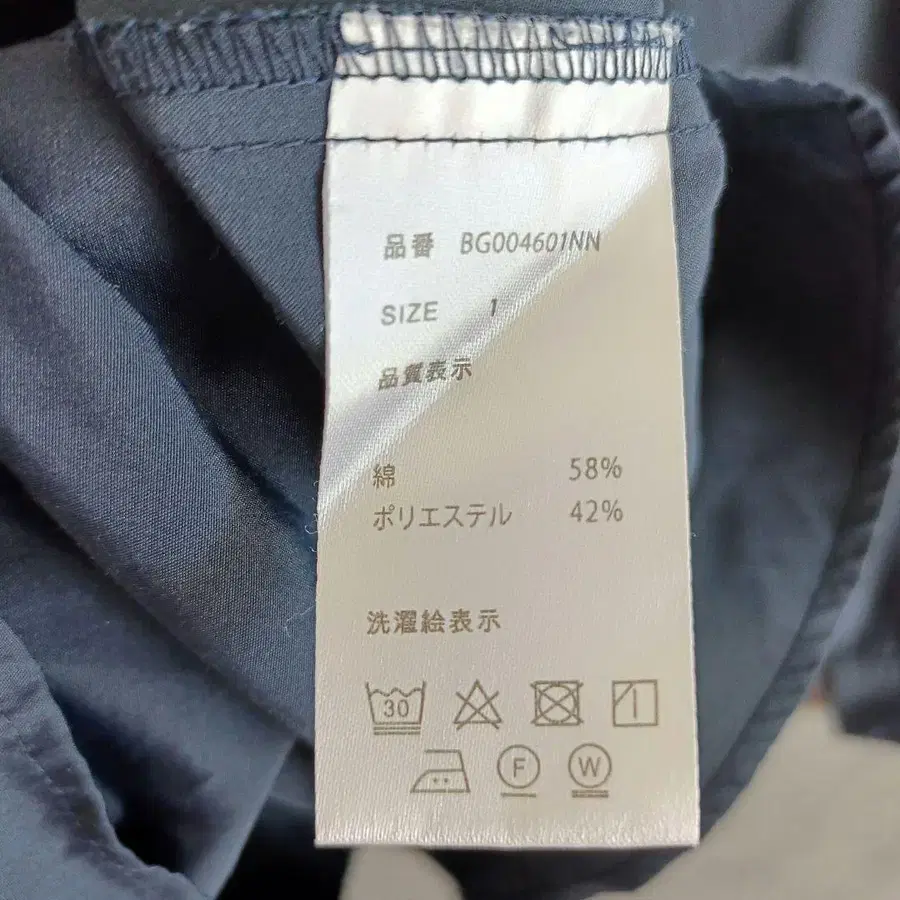 品番 BG004601NN
SIZE 1
品質表示
綿 58%
ポリエステル 42%
洗濯絵表示
30
F W